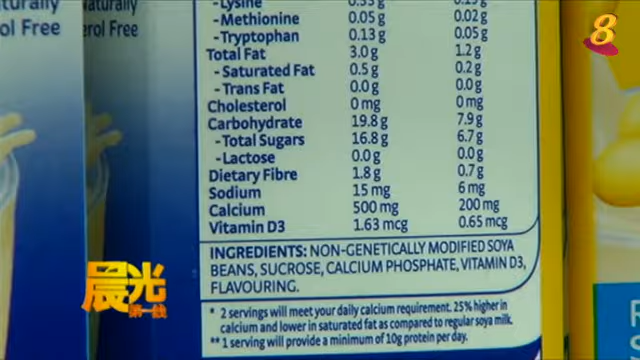 aturally
ol Free
Naturally
erol Free
-Lysine
-Methionine 0.05 g 0.02 g
-Tryptophan 0.13 g 0.05 g
Total Fat 3.0 g 1.2 g
-Saturated Fat 0.5 g 0.2 g
-Trans Fat 0.0 g 0.0 g
Cholesterol 0 mg 0 mg
Carbohydrate 19.8 g 7.9 g
-Total Sugars 16.8 g 6.7 g
-Lactose 0.0 g 0.0 g
Dietary Fibre 1.8 g 0.7 g
Sodium 15 mg 6 mg
Calcium 500 mg 200 mg
Vitamin D3 1.63 mcg 0.65 mcg
INGREDIENTS: NON-GENETICALLY MODIFIED SOYA
BEANS, SUCROSE, CALCIUM PHOSPHATE, VITAMIN D3,
FLAVOURING.
* 2 servings will meet your daily calcium requirement. 25% higher in
calcium and lower in saturated fat as compared to regular soya milk.
** 1 serving will provide a minimum of 10g protein per day.
8
晨光
第一线